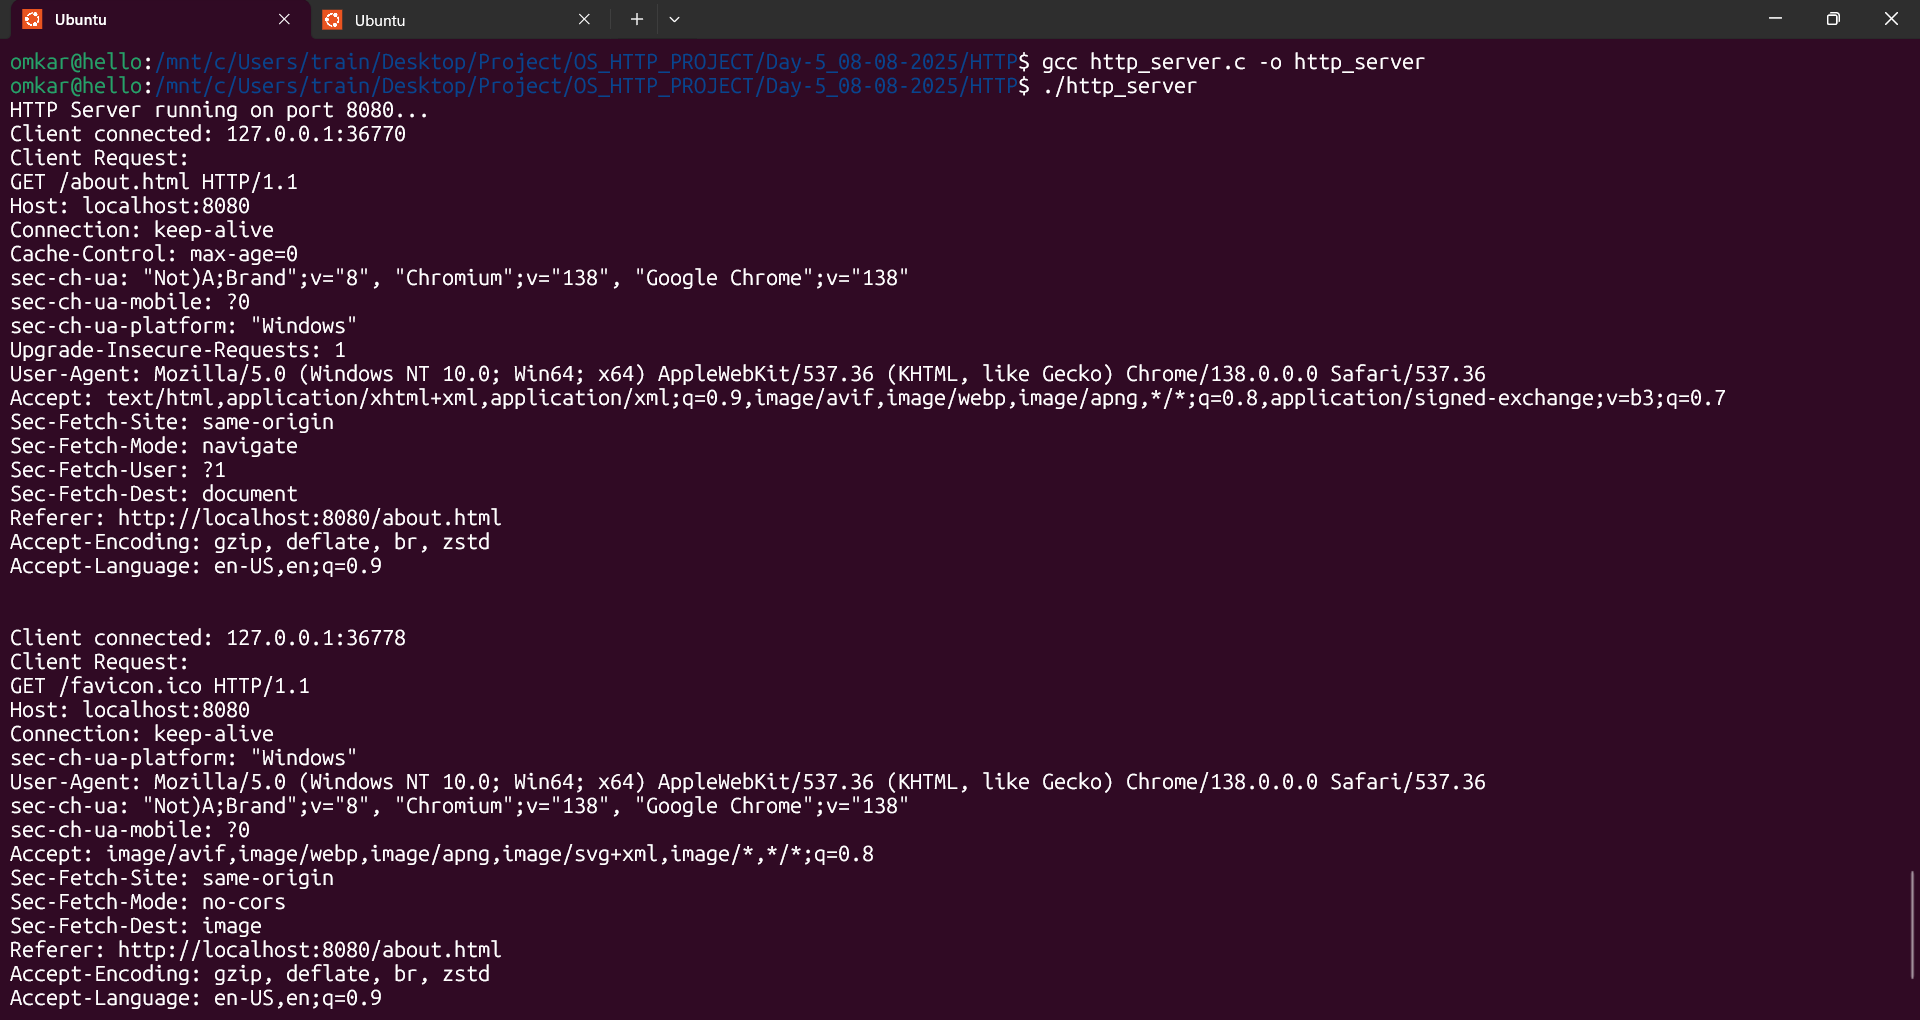 Ubuntu
Ubuntu
omkar@hello:/mnt/c/Users/train/Desktop/Project/OS_HTTP_PROJECT/Day-5_08-08-2025/HTTP$ gcc http_server.c -o http_server
omkar@hello:/mnt/c/Users/train/Desktop/Project/OS_HTTP_PROJECT/Day-5_08-08-2025/HTTP$ ./http_server
HTTP Server running on port 8080...
Client connected: 127.0.0.1:36770
Client Request:
GET /about.html HTTP/1.1
Host: localhost:8080
Connection: keep-alive
Cache-Control: max-age=0
sec-ch-ua: "Not)A;Brand";v="8", "Chromium";v="138", "Google Chrome";v="138"
sec-ch-ua-mobile: ?0
sec-ch-ua-platform: "Windows"
Upgrade-Insecure-Requests: 1
User-Agent: Mozilla/5.0 (Windows NT 10.0; Win64; x64) AppleWebKit/537.36 (KHTML, like Gecko) Chrome/138.0.0.0 Safari/537.36
Accept: text/html,application/xhtml+xml,application/xml;q=0.9,image/avif,image/webp,image/apng,*/*;q=0.8,application/signed-exchange;v=b3;q=0.7
Sec-Fetch-Site: same-origin
Sec-Fetch-Mode: navigate
Sec-Fetch-User: ?1
Sec-Fetch-Dest: document
Referer: http://localhost:8080/about.html
Accept-Encoding: gzip, deflate, br, zstd
Accept-Language: en-US,en;q=0.9
Client connected: 127.0.0.1:36778
Client Request:
GET /favicon.ico HTTP/1.1
Host: localhost:8080
Connection: keep-alive
sec-ch-ua-platform: "Windows"
User-Agent: Mozilla/5.0 (Windows NT 10.0; Win64; x64) AppleWebKit/537.36 (KHTML, like Gecko) Chrome/138.0.0.0 Safari/537.36
sec-ch-ua: "Not)A;Brand";v="8", "Chromium";v="138", "Google Chrome";v="138"
sec-ch-ua-mobile: ?0
Accept: image/avif,image/webp,image/apng,image/svg+xml,image/*,*/*;q=0.8
Sec-Fetch-Site: same-origin
Sec-Fetch-Mode: no-cors
Sec-Fetch-Dest: image
Referer: http://localhost:8080/about.html
Accept-Encoding: gzip, deflate, br, zstd
Accept-Language: en-US,en;q=0.9